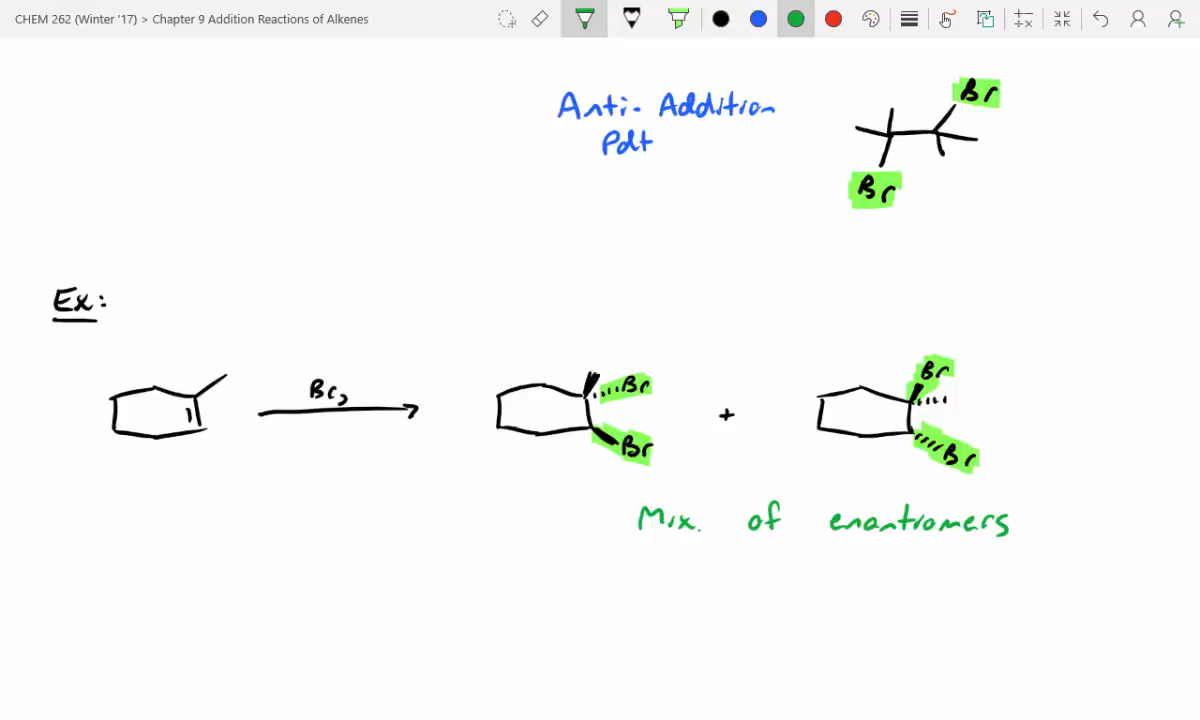 CHEM 262 (Winter '17) > Chapter 9 Addition Reactions of Alkenes
Anti-Addition
Pdt
Br
Br
Ex:
Br2
Br
Br
+
Br
Br
Mix. of enantiomers